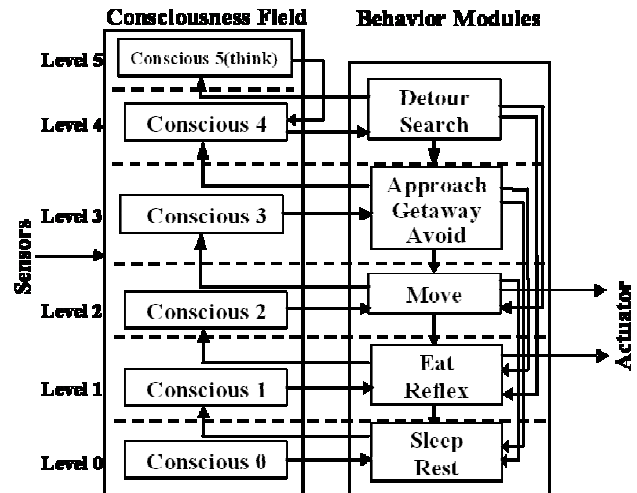 Consciousness Field
Behavior Modules
Level 5
Conscious 5(think)
Level 4
Conscious 4
Detour
Search
Level 3
Conscious 3
Approach
Getaway
Avoid
Sensors
Level 2
Conscious 2
Move
Actuator
Level 1
Conscious 1
Eat
Reflex
Level 0
Conscious 0
Sleep
Rest